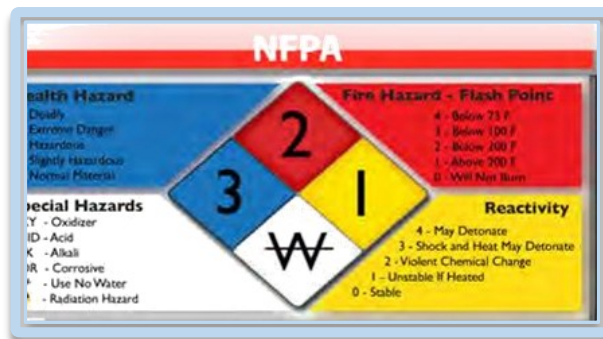 NFPA
ealth Hazard
Deadly
Extreme Danger
Hazardous
Slightly Hazardous
Normal Material
Fire Hazard - Flash Point
4 - Below 73 F
3 - Below 100 F
2 - Below 200 F
1 - Above 200 F
0 - Will Not Burn
2
3
1
W
pecial Hazards
XY - Oxidizer
ID - Acid
K - Alkali
OR - Corrosive
- Use No Water
- Radiation Hazard
Reactivity
4 - May Detonate
3 - Shock and Heat May Detonate
2 - Violent Chemical Change
1 - Unstable If Heated
0 - Stable